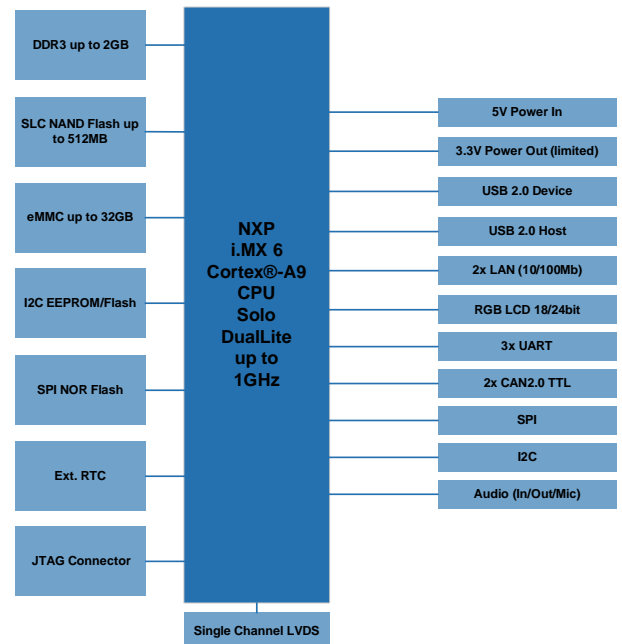 DDR3 up to 2GB
SLC NAND Flash up
to 512MB
eMMC up to 32GB
I2C EEPROM/Flash
SPI NOR Flash
Ext. RTC
JTAG Connector
NXP
i.MX 6
Cortex®-A9
CPU
Solo
DualLite
up to
1GHz
5V Power In
3.3V Power Out (limited)
USB 2.0 Device
USB 2.0 Host
2x LAN (10/100Mb)
RGB LCD 18/24bit
3x UART
2x CAN2.0 TTL
SPI
I2C
Audio (In/Out/Mic)
Single Channel LVDS